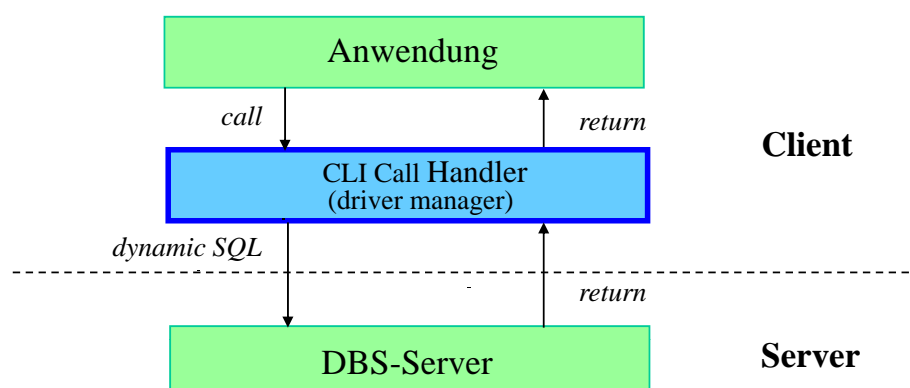 Anwendung
call
return
Client
CLI Call Handler
(driver manager)
dynamic SQL
return
DBS-Server
Server